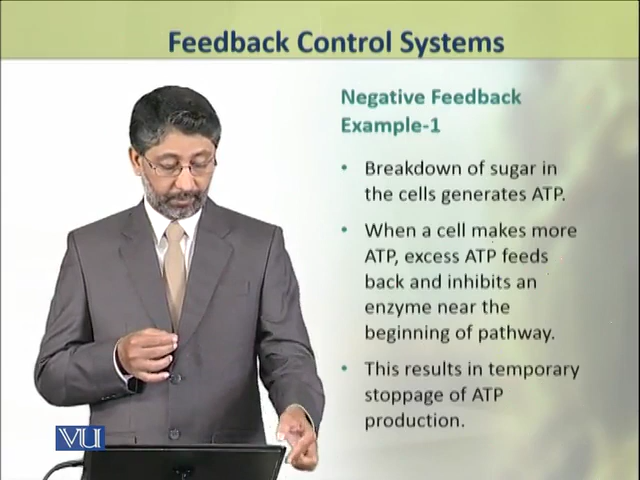 Feedback Control Systems
Negative Feedback
Example-1
• Breakdown of sugar in
the cells generates ATP.
• When a cell makes more
ATP, excess ATP feeds
back and inhibits an
enzyme near the
beginning of pathway.
• This results in temporary
stoppage of ATP
production.
VU